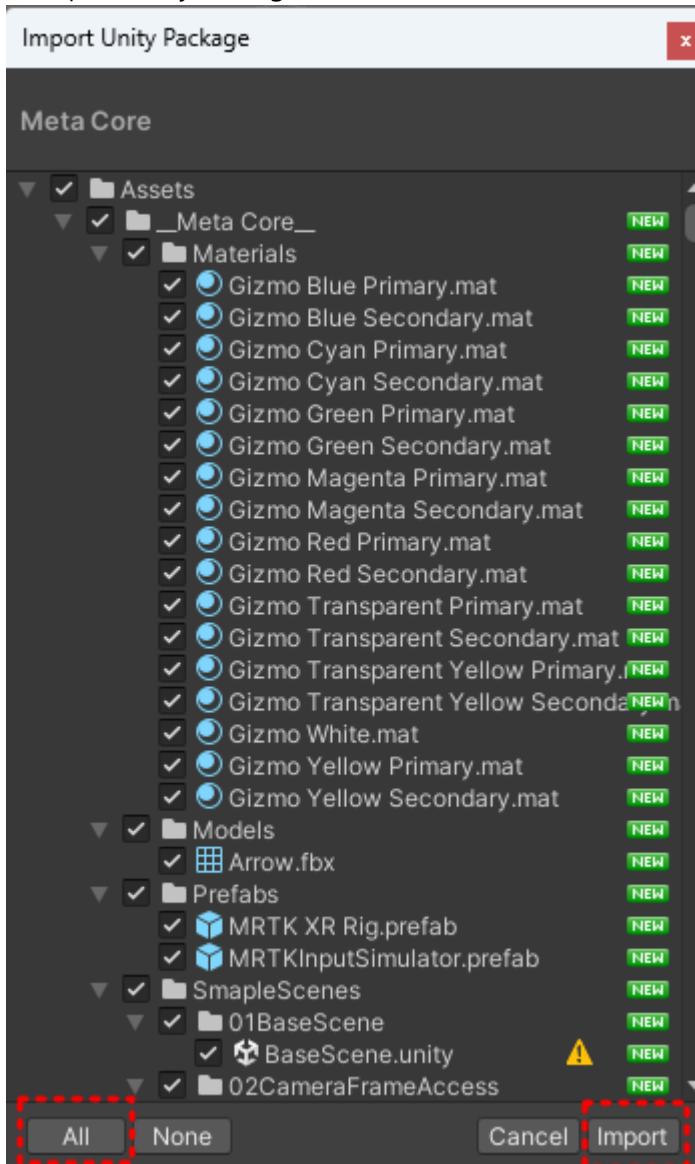 Import Unity Package
x
Meta Core
Assets
__Meta Core__ NEW
Materials NEW
Gizmo Blue Primary.mat NEW
Gizmo Blue Secondary.mat NEW
Gizmo Cyan Primary.mat NEW
Gizmo Cyan Secondary.mat NEW
Gizmo Green Primary.mat NEW
Gizmo Green Secondary.mat NEW
Gizmo Magenta Primary.mat NEW
Gizmo Magenta Secondary.mat NEW
Gizmo Red Primary.mat NEW
Gizmo Red Secondary.mat NEW
Gizmo Transparent Primary.mat NEW
Gizmo Transparent Secondary.mat NEW
Gizmo Transparent Yellow Primary. NEW
Gizmo Transparent Yellow NEW
Gizmo White.mat NEW
Gizmo Yellow Primary.mat NEW
Gizmo Yellow Secondary.mat NEW
Models NEW
Arrow.fbx NEW
Prefabs NEW
MRTK XR Rig.prefab NEW
MRTKInputSimulator.prefab NEW
SmapleScenes NEW
01BaseScene NEW
BaseScene.unity NEW
02CameraFrameAccess NEW
All None Cancel Import